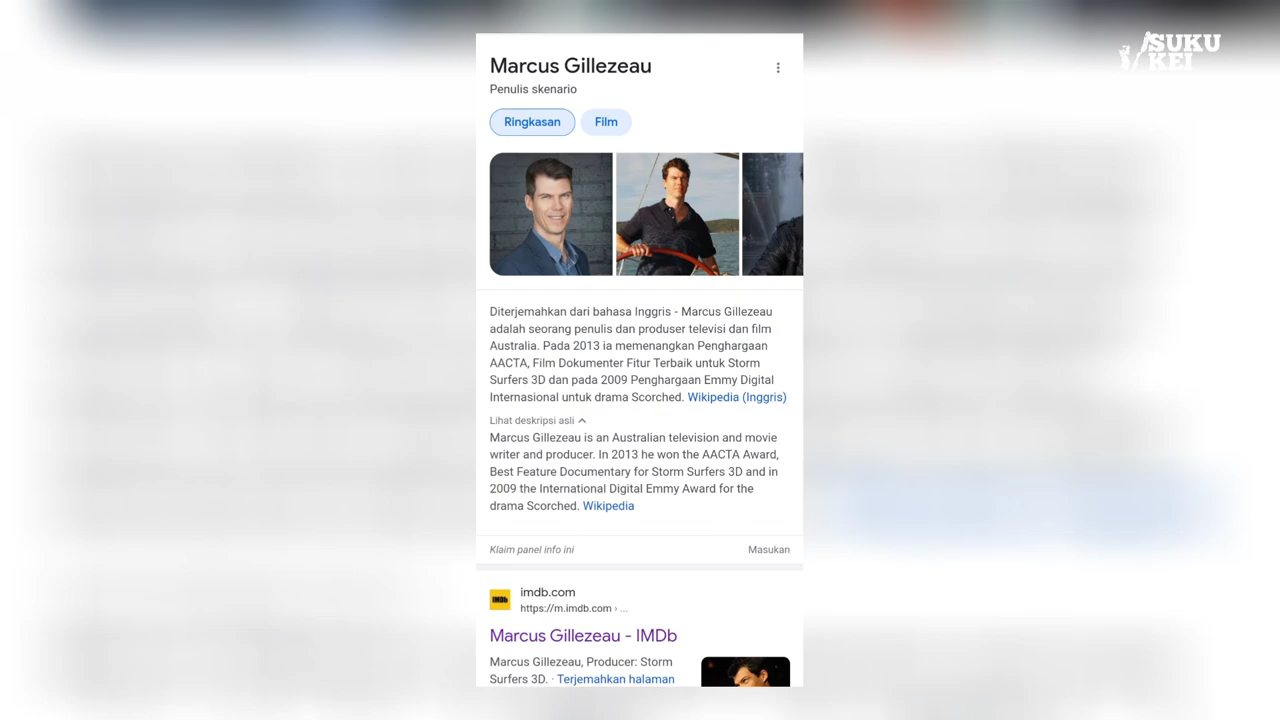 SUKU
KEI
Marcus Gillezeau
Penulis skenario
Ringkasan
Film
Diterjemahkan dari bahasa Inggris - Marcus Gillezeau
adalah seorang penulis dan produser televisi dan film
Australia. Pada 2013 ia memenangkan Penghargaan
AACTA, Film Dokumenter Fitur Terbaik untuk Storm
Surfers 3D dan pada 2009 Penghargaan Emmy Digital
Internasional untuk drama Scorched. Wikipedia (Inggris)
Lihat deskripsi asli
Marcus Gillezeau is an Australian television and movie
writer and producer. In 2013 he won the AACTA Award,
Best Feature Documentary for Storm Surfers 3D and in
2009 the International Digital Emmy Award for the
drama Scorched. Wikipedia
Klaim panel info ini
Masukan
IMDb
imdb.com
https://m.imdb.com › ...
Marcus Gillezeau - IMDb
Marcus Gillezeau, Producer: Storm
Surfers 3D. · Terjemahkan halaman